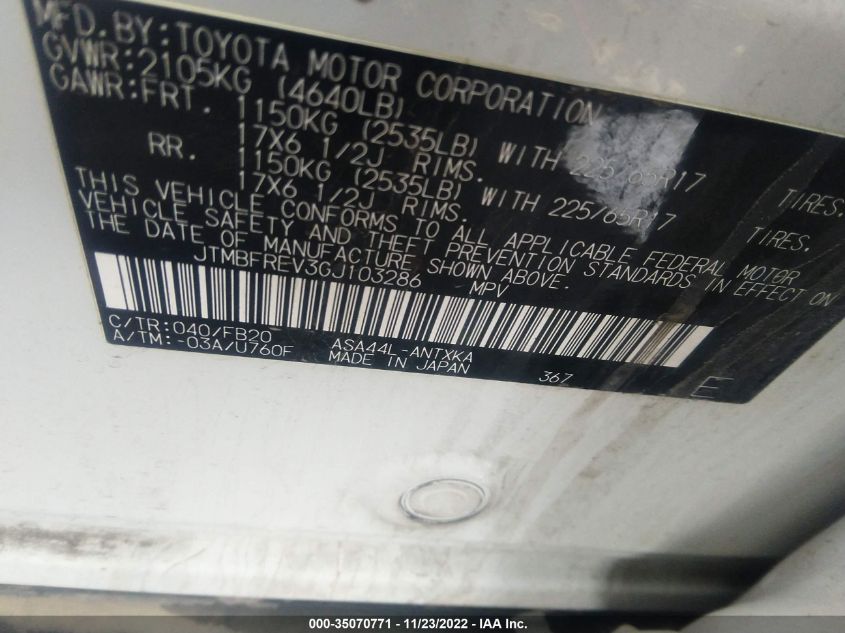 MFD. BY: TOYOTA MOTOR CORPORATION
GVWR: 2105KG (4640LB)
GAWR: FRT. 1150KG (2535LB) WITH 225/65R17 TIRES.
17X6 1/2J RIMS.
RR. 1150KG (2535LB) WITH 225/65R17 TIRES.
17X6 1/2J RIMS.
THIS VEHICLE CONFORMS TO ALL APPLICABLE FEDERAL MOTOR
VEHICLE SAFETY AND THEFT PREVENTION STANDARDS IN EFFECT ON
THE DATE OF MANUFACTURE SHOWN ABOVE.
JTMBFREV3GJ103286 MPV
C/TR: 040/FB20 ASA44L-ANTXKA
A/TM: -03A/U760F MADE IN JAPAN 367 E
000-35070771 - 11/23/2022 - IAA Inc.